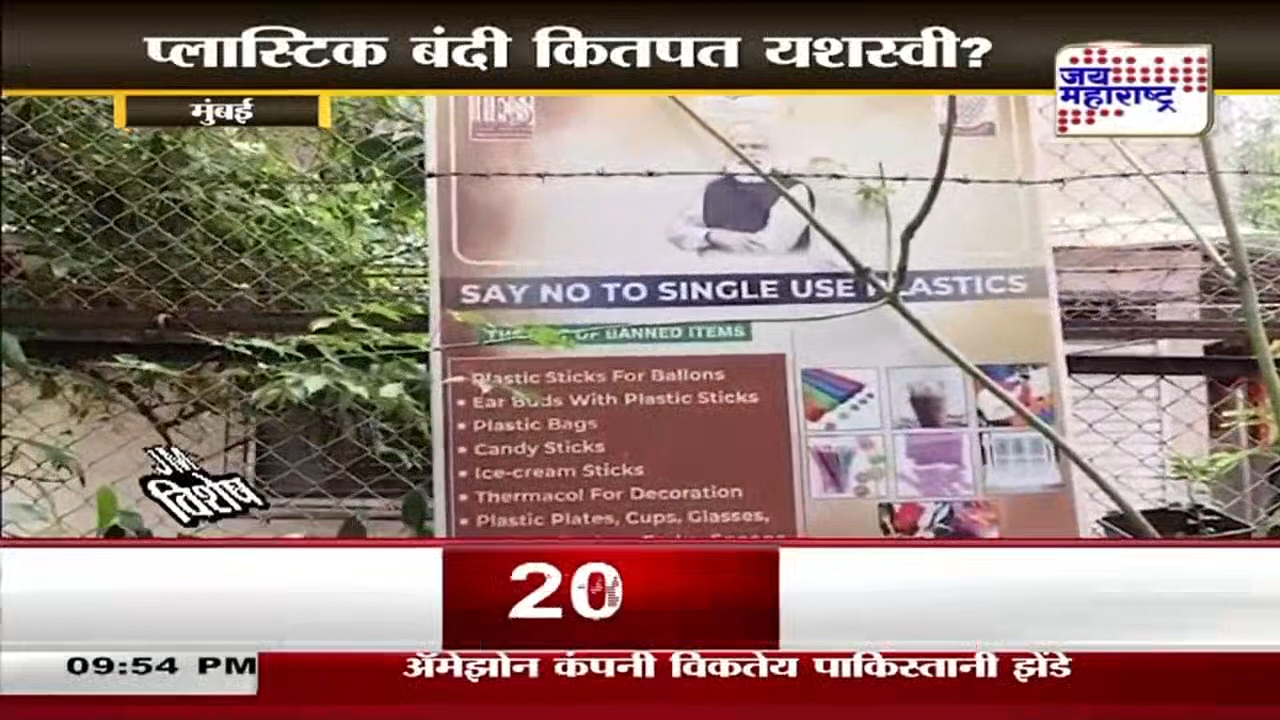 प्लास्टिक बंदी कितपत यशस्वी?
जय
महाराष्ट्र
मुंबई
SAY NO TO SINGLE USE PLASTICS
OF BANNED ITEMS
Plastic Sticks For Ballons
• Ear Buds With Plastic Sticks
• Plastic Bags
• Candy Sticks
• Ice-cream Sticks
• Thermacol For Decoration
• Plastic Plates, Cups, Glasses,
JM
विशेष
20
09:54 PM
ॲमेझोन कंपनी विकतेय पाकिस्तानी झेंडे